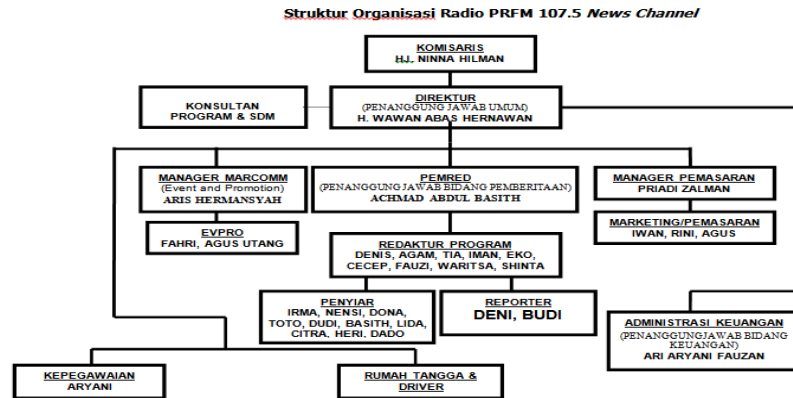 Struktur Organisasi Radio PRFM 107.5 News Channel
KOMISARIS
HJ. NINNA HILMAN
KONSULTAN
PROGRAM & SDM
DIREKTUR
(PENANGGUNG JAWAB UMUM)
H. WAWAN ABAS HERNAWAN
MANAGER MARCOMM
(Event and Promotion)
ARIS HERMANSYAH
PEMRED
(PENANGGUNG JAWAB BIDANG PEMBERITAAN)
ACHMAD ABDUL BASITH
MANAGER PEMASARAN
PRIADI ZALMAN
EVPRO
FAHRI, AGUS UTANG
MARKETING/PEMASARAN
IWAN, RINI, AGUS
REDAKTUR PROGRAM
DENIS, AGAM, TIA, IMAN, EKO,
CECEP, FAUZI, WARITSA, SHINTA
PENYIAR
IRMA, NENSI, DONA,
TOTO, DUDI, BASITH, LIDA,
CITRA, HERI, DADO
REPORTER
DENI, BUDI
ADMINISTRASI KEUANGAN
(PENANGGUNGJAWAB BIDANG
KEUANGAN)
ARI ARYANI FAUZAN
KEPEGAWAIAN
ARYANI
RUMAH TANGGA &
DRIVER